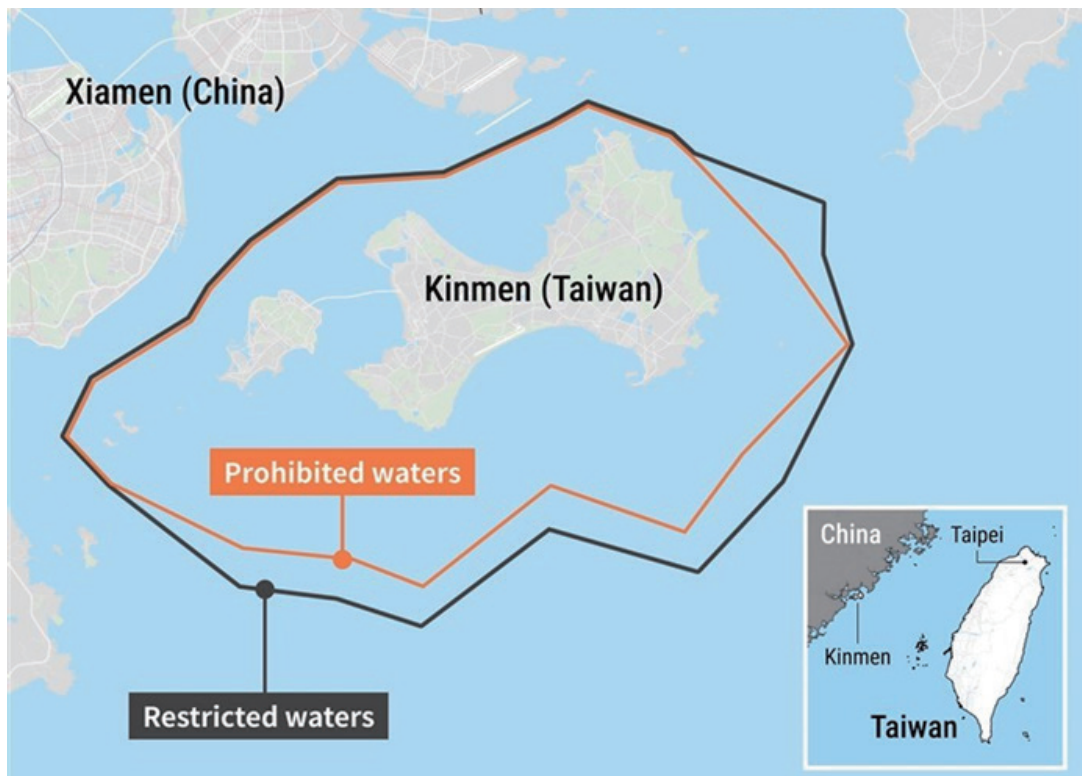 Xiamen (China)
Kinmen (Taiwan)
Prohibited waters
Restricted waters
China
Taipei
Kinmen
Taiwan